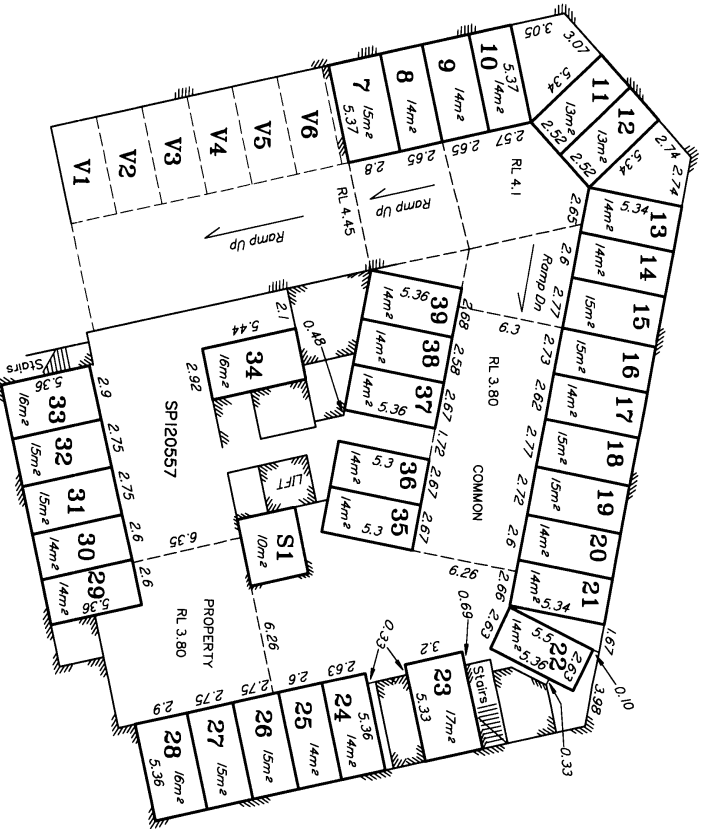 3.05
3.07
10
5.37
14m²
9
14m²
8
14m²
7
15m²
5.37
V6
V5
V4
V3
V2
V1
5.34
11
13m²
2.52
12
13m²
2.52
5.34
2.74
2.74
2.57
2.65
2.65
2.8
RL 4.1
RL 4.45
Ramp Up
Ramp Up
2.65
2.6
2.77
Ramp Dn
6.3
13
5.34
14m²
14
14m²
15
15m²
16
15m²
17
14m²
18
15m²
19
15m²
20
14m²
21
5.34
14m²
2.73
2.62
2.77
2.72
2.6
2.66
2.63
1.67
22
2.63
5.5
5.36
14m²
0.10
3.98
0.33
39
5.36
14m²
38
14m²
37
5.36
14m²
2.68
2.58
2.67
1.72
2.67
2.67
RL 3.80
COMMON
6.26
36
5.3
14m²
35
5.3
14m²
2.1
5.44
0.48
34
16m²
2.92
SP120557
LIFT
S1
10m²
6.35
6.26
Stairs
5.36
33
16m²
32
15m²
31
15m²
30
14m²
29
5.36
14m²
2.9
2.75
2.75
2.6
2.6
PROPERTY
RL 3.80
0.33
3.2
0.69
Stairs
23
17m²
5.33
2.63
2.6
2.75
2.75
2.9
24
5.36
14m²
25
14m²
26
15m²
27
15m²
28
16m²
5.36